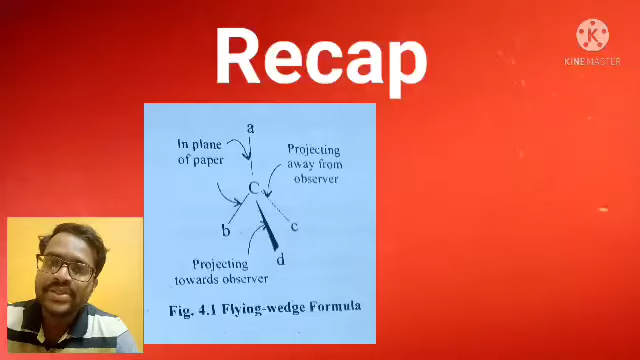 Recap
KINEMASTER
a
In plane
of paper
Projecting
away from
observer
C
b
c
d
Projecting
towards observer
Fig. 4.1 Flying-wedge Formula